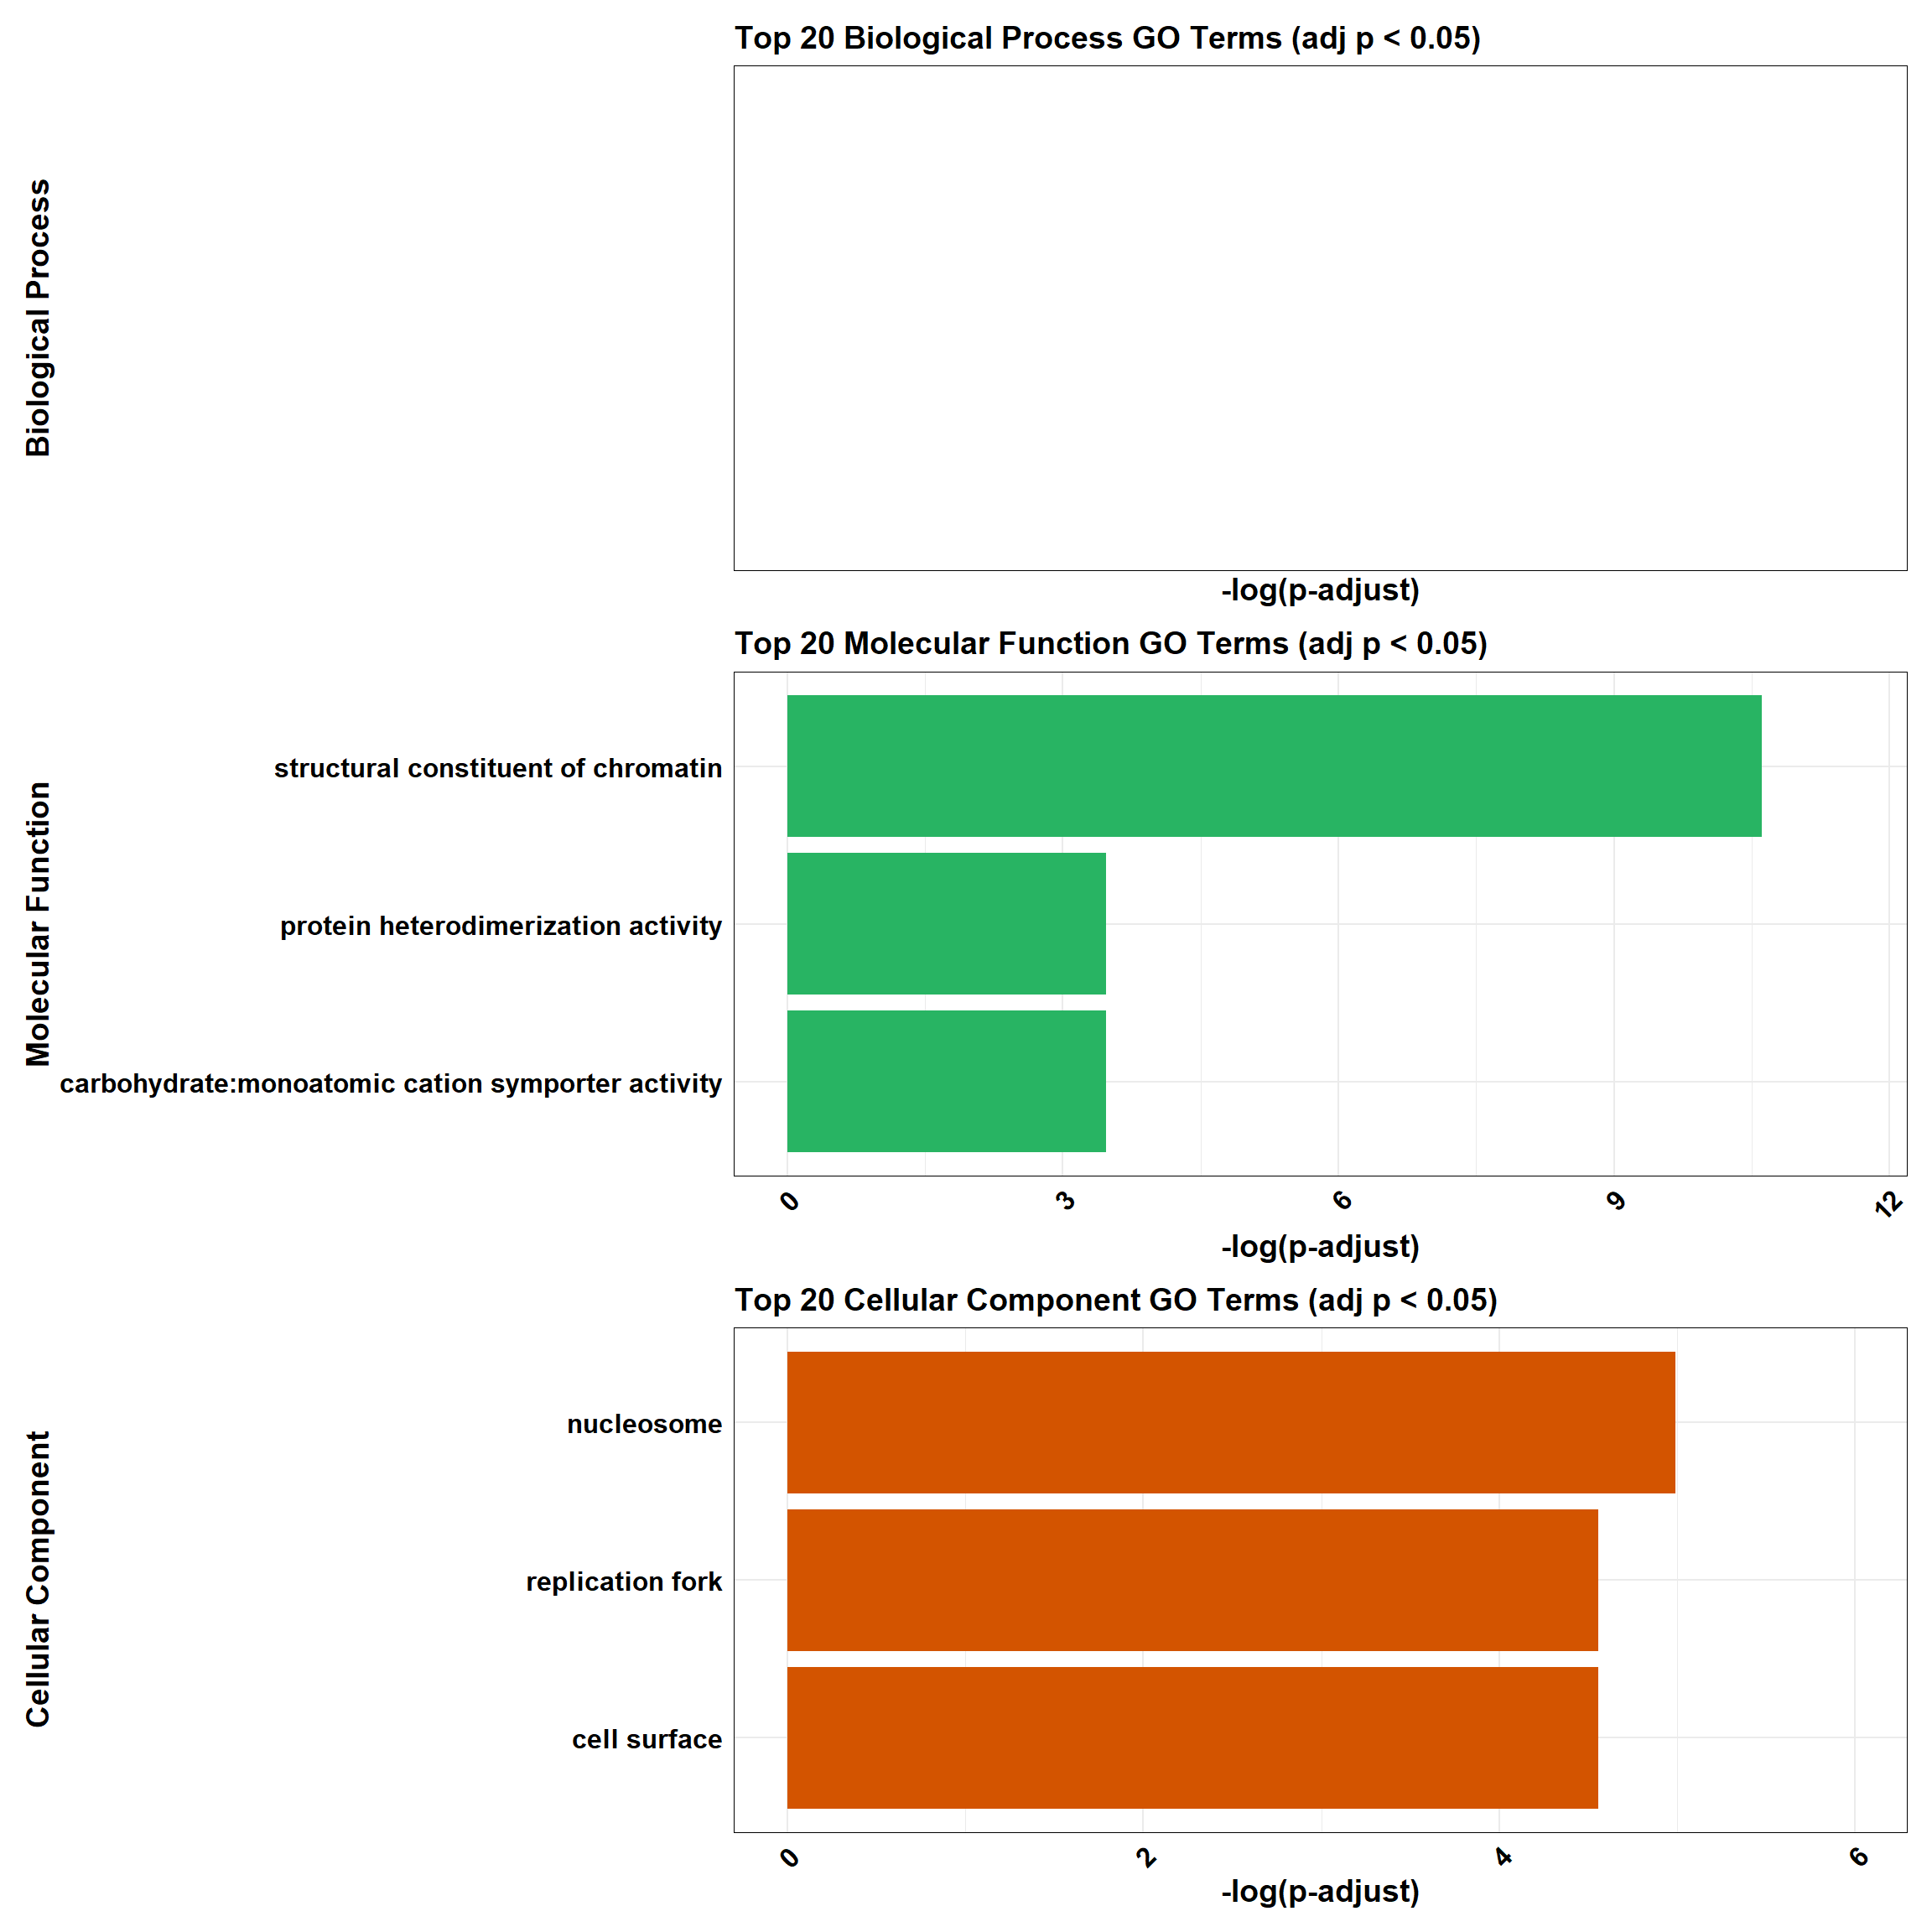 Top 20 Biological Process GO Terms (adj p < 0.05)
Biological Process
-log(p-adjust)
Top 20 Molecular Function GO Terms (adj p < 0.05)
Molecular Function
structural constituent of chromatin
protein heterodimerization activity
carbohydrate:monoatomic cation symporter activity
0 3 6 9 12
-log(p-adjust)
Top 20 Cellular Component GO Terms (adj p < 0.05)
Cellular Component
nucleosome
replication fork
cell surface
0 2 4 6
-log(p-adjust)